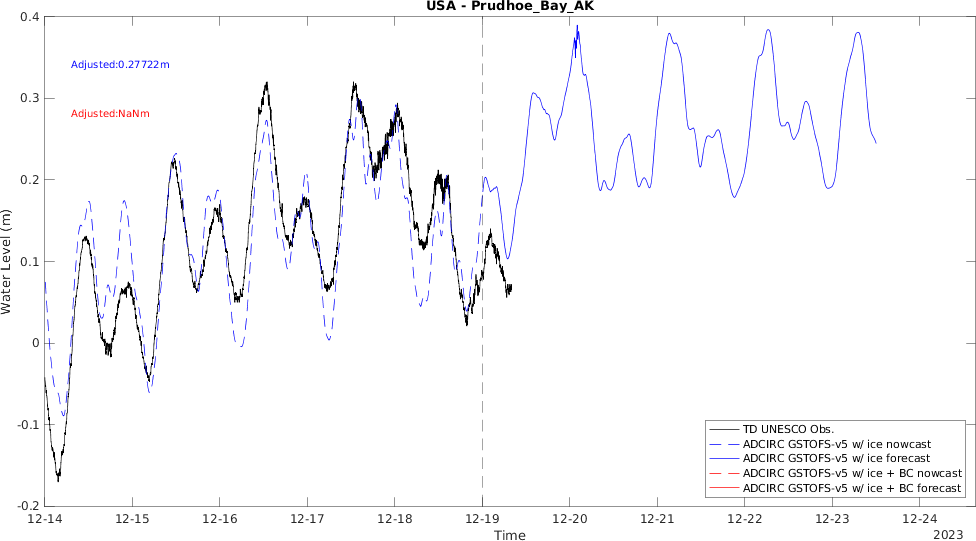 USA - Prudhoe_Bay_AK
Adjusted:0.27722m
Adjusted:NaNm
Water Level (m)
0.4
0.3
0.2
0.1
0
-0.1
-0.2
TD UNESCO Obs.
ADCIRC GSTOFS-v5 w/ ice nowcast
ADCIRC GSTOFS-v5 w/ ice forecast
ADCIRC GSTOFS-v5 w/ ice + BC nowcast
ADCIRC GSTOFS-v5 w/ ice + BC forecast
12-14 12-15 12-16 12-17 12-18 12-19 12-20 12-21 12-22 12-23 12-24
Time
2023